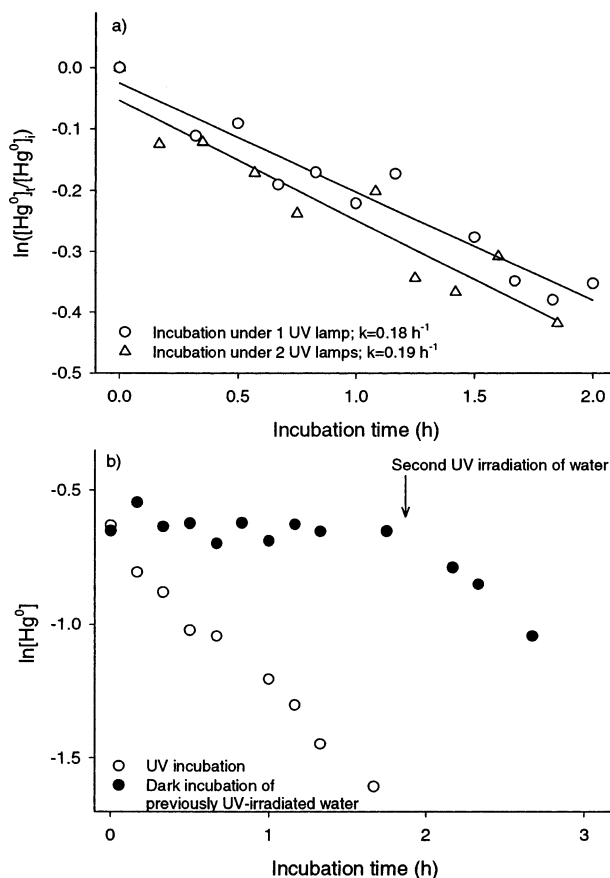 a)
0.0
-0.1
-0.2
-0.3
-0.4
-0.5
ln([Hg⁰]ₜ/[Hg⁰]ᵢ)
Incubation under 1 UV lamp; k=0.18 h⁻¹
Incubation under 2 UV lamps; k=0.19 h⁻¹
0.0 0.5 1.0 1.5 2.0
Incubation time (h)
b)
Second UV irradiation of water
-0.5
-1.0
-1.5
ln[Hg⁰]
UV incubation
Dark incubation of
previously UV-irradiated water
0 1 2 3
Incubation time (h)